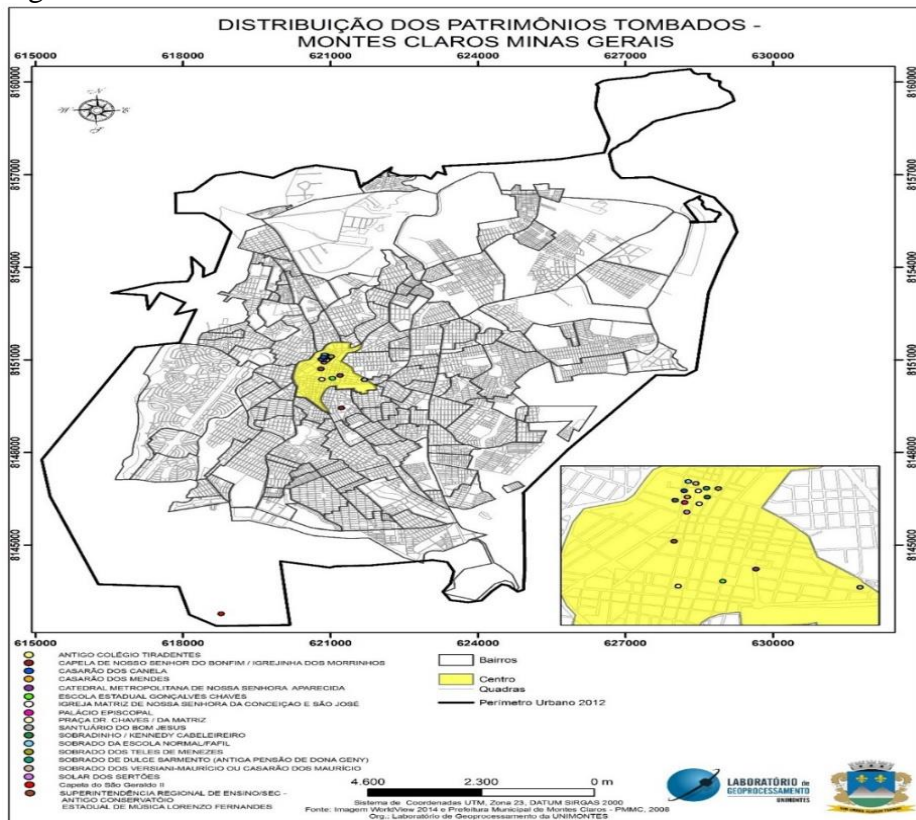 DISTRIBUIÇÃO DOS PATRIMÔNIOS TOMBADOS -
MONTES CLAROS MINAS GERAIS
615000 618000 621000 624000 627000 630000
8160000
8157000
8154000
8151000
8148000
8145000
N
W E
S
615000 618000 621000 624000 627000 630000
ANTIGO COLÉGIO TIRADENTES
CAPELA DE NOSSO SENHOR DO BONFIM / IGREJINHA DOS MORRINHOS
CASARÃO DOS CANELA
CASARÃO DOS MENDES
CATEDRAL METROPOLITANA DE NOSSA SENHORA APARECIDA
ESCOLA ESTADUAL GONÇALVES CHAVES
IGREJA MATRIZ DE NOSSA SENHORA DA CONCEIÇAO E SÃO JOSÉ
PALÁCIO EPISCOPAL
PRAÇA DR. CHAVES / DA MATRIZ
SANTUÁRIO DO BOM JESUS
SOBRADINHO / KENNEDY CABELEIREIRO
SOBRADO DA ESCOLA NORMAL/FAFIL
SOBRADO DOS TELES DE MENEZES
SOBRADO DE DULCE SARMENTO (ANTIGA PENSÃO DE DONA GENY)
SOBRADO DOS VERSIANI-MAURÍCIO OU CASARÃO DOS MAURÍCIO
SOLAR DOS SERTÕES
Capela do São Geraldo II
SUPERINTENDÊNCIA REGIONAL DE ENSINO/SEC -
ANTIGO CONSERVATÓRIO
ESTADUAL DE MÚSICA LORENZO FERNANDES
Bairros
Centro
Quadras
Perímetro Urbano 2012
4.600 2.300 0 m
Sistema de Coordenadas UTM, Zona 23, DATUM SIRGAS 2000
Fonte: Imagem WorldView 2014 e Prefeitura Municipal de Montes Claros - PMMC, 2008
Org.: Laboratório de Geoprocessamento da UNIMONTES
LABORATÓRIO de
GEOPROCESSAMENTO
UNIMONTES